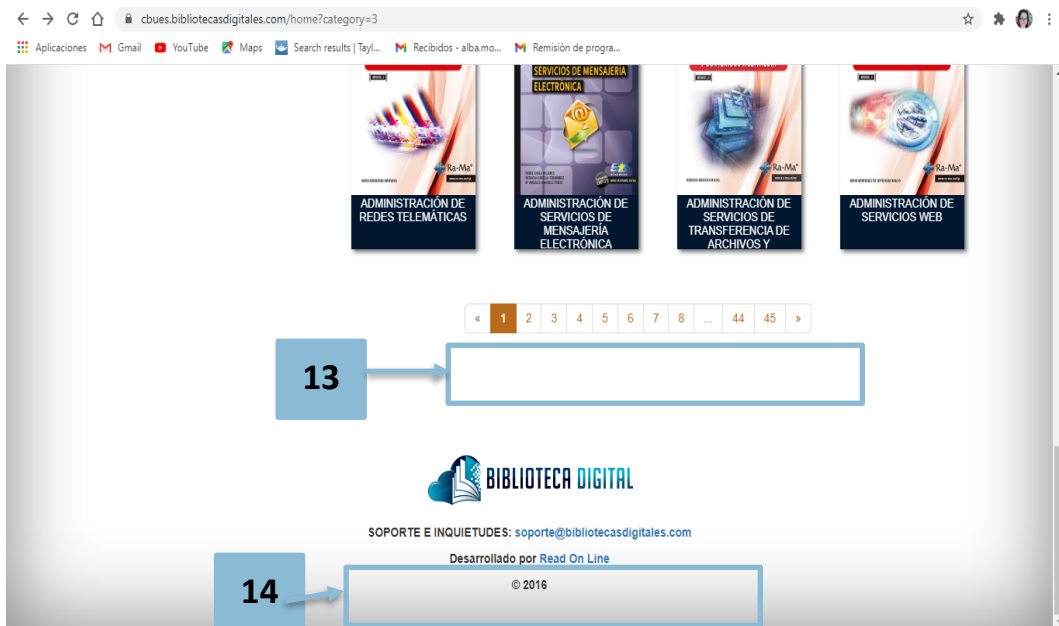 cbues.bibliotecasdigitales.com/home?category=3
Aplicaciones Gmail YouTube Maps Search results | Tayl... Recibidos - alba.mo... Remisión de progra...
SERVICIOS DE MENSAJERÍA
ELECTRÓNICA
Ra-Ma®
Ra-Ma®
Ra-Ma®
ADMINISTRACIÓN DE
REDES TELEMÁTICAS
ADMINISTRACIÓN DE
SERVICIOS DE
MENSAJERÍA
ELECTRÓNICA
ADMINISTRACIÓN DE
SERVICIOS DE
TRANSFERENCIA DE
ARCHIVOS Y
ADMINISTRACIÓN DE
SERVICIOS WEB
« 1 2 3 4 5 6 7 8 ... 44 45 »
13
BIBLIOTECA DIGITAL
SOPORTE E INQUIETUDES: soporte@bibliotecasdigitales.com
Desarrollado por Read On Line
14
© 2016